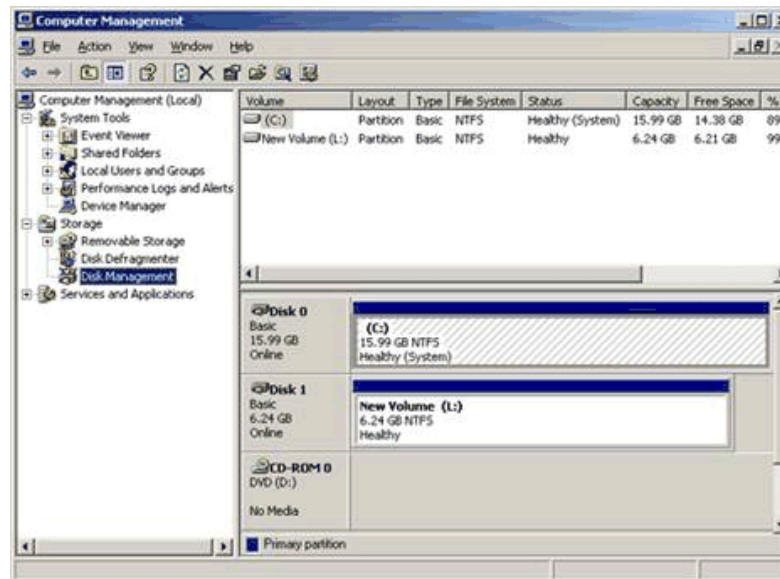 Computer Management
File Action View Window Help
Computer Management (Local)
System Tools
Event Viewer
Shared Folders
Local Users and Groups
Performance Logs and Alerts
Device Manager
Storage
Removable Storage
Disk Defragmenter
Disk Management
Services and Applications
Volume Layout Type File System Status Capacity Free Space %
(C:) Partition Basic NTFS Healthy (System) 15.99 GB 14.38 GB 89
New Volume (L:) Partition Basic NTFS Healthy 6.24 GB 6.21 GB 99
Disk 0
Basic
15.99 GB
Online
(C:)
15.99 GB NTFS
Healthy (System)
Disk 1
Basic
6.24 GB
Online
New Volume (L:)
6.24 GB NTFS
Healthy
CD-ROM 0
DVD (D:)
No Media
Primary partition